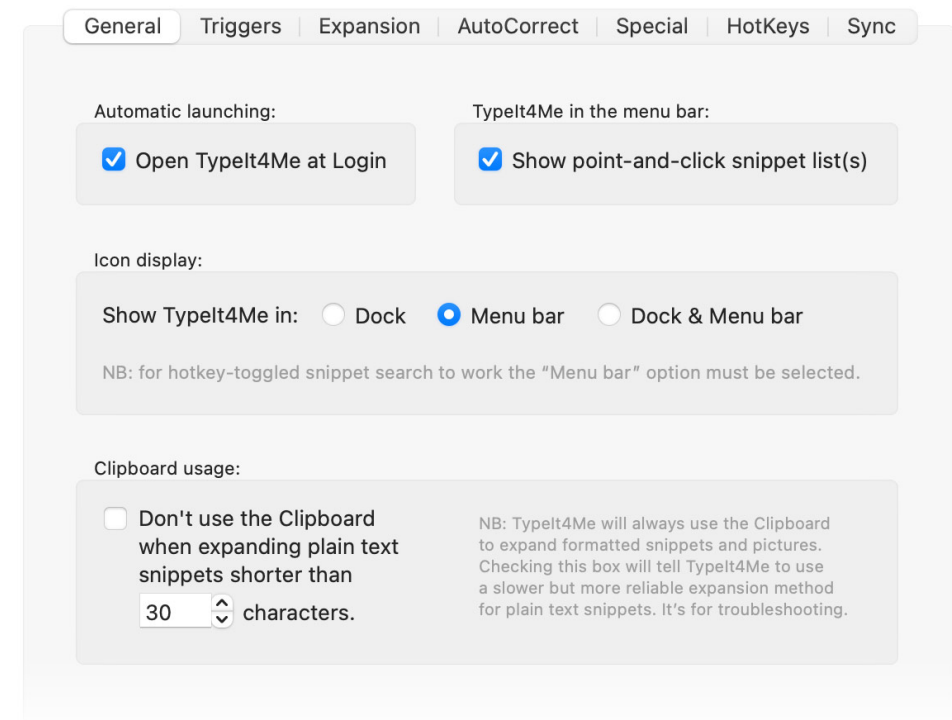 General Triggers Expansion AutoCorrect Special HotKeys Sync
Automatic launching:
Open TypeIt4Me at Login
TypeIt4Me in the menu bar:
Show point-and-click snippet list(s)
Icon display:
Show TypeIt4Me in: Dock Menu bar Dock & Menu bar
NB: for hotkey-toggled snippet search to work the “Menu bar” option must be selected.
Clipboard usage:
Don't use the Clipboard
when expanding plain text
snippets shorter than
30 characters.
NB: TypeIt4Me will always use the Clipboard
to expand formatted snippets and pictures.
Checking this box will tell TypeIt4Me to use
a slower but more reliable expansion method
for plain text snippets. It’s for troubleshooting.